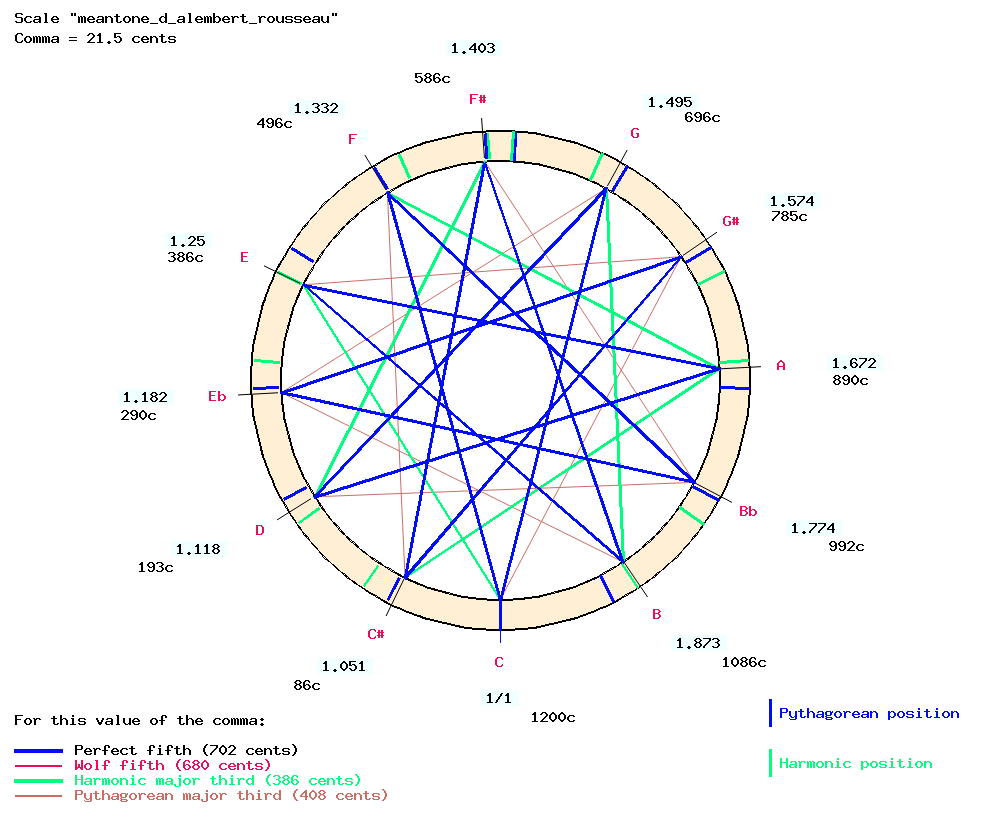 Scale "meantone_d_alembert_rousseau"
Comma = 21.5 cents
1.403
586c
F#
1.332
496c
F
1.495
696c
G
1.574
785c
G#
1.25
386c
E
1.672
890c
A
1.182
290c
Eb
1.774
992c
Bb
1.118
193c
D
1.873
1086c
B
1.051
86c
C#
C
1/1
1200c
For this value of the comma:
Perfect fifth (702 cents)
Wolf fifth (680 cents)
Harmonic major third (386 cents)
Pythagorean major third (408 cents)
Pythagorean position
Harmonic position